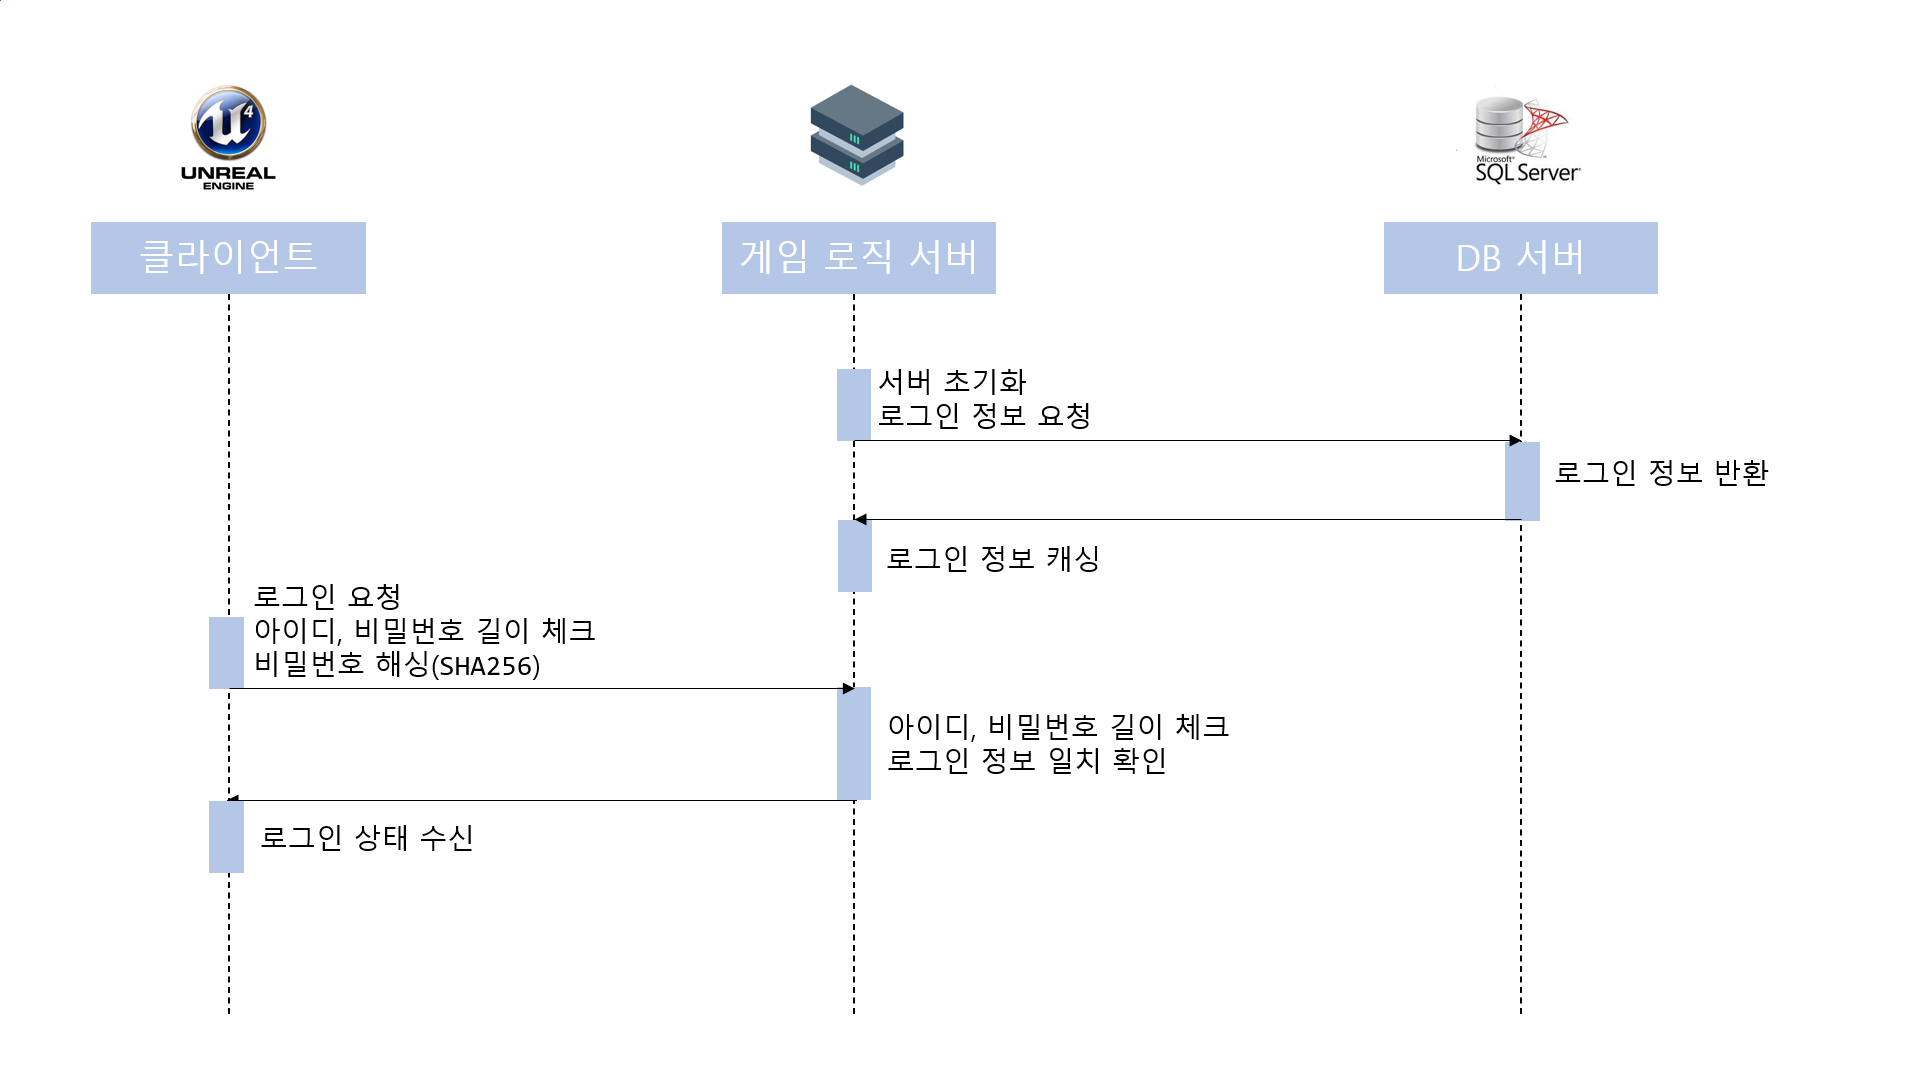 4
UNREAL
ENGINE
Microsoft®
SQL Server®
클라이언트
게임 로직 서버
DB 서버
서버 초기화
로그인 정보 요청
로그인 정보 반환
로그인 정보 캐싱
로그인 요청
아이디, 비밀번호 길이 체크
비밀번호 해싱(SHA256)
아이디, 비밀번호 길이 체크
로그인 정보 일치 확인
로그인 상태 수신